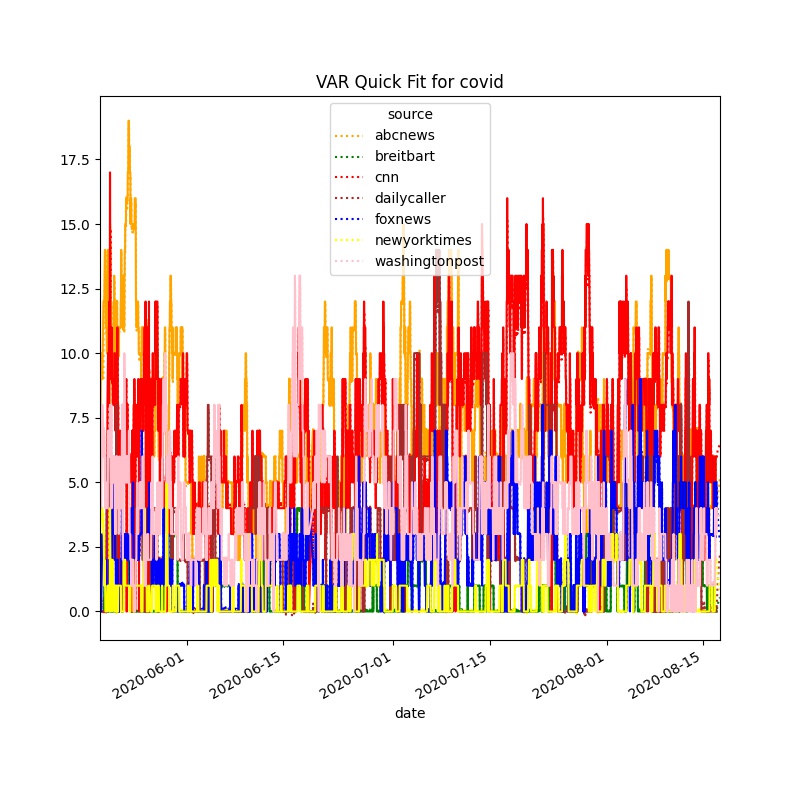 VAR Quick Fit for covid
source
abcnews
breitbart
cnn
dailycaller
foxnews
newyorktimes
washingtonpost
17.5
15.0
12.5
10.0
7.5
5.0
2.5
0.0
2020-06-01
2020-06-15
2020-07-01
2020-07-15
2020-08-01
2020-08-15
date